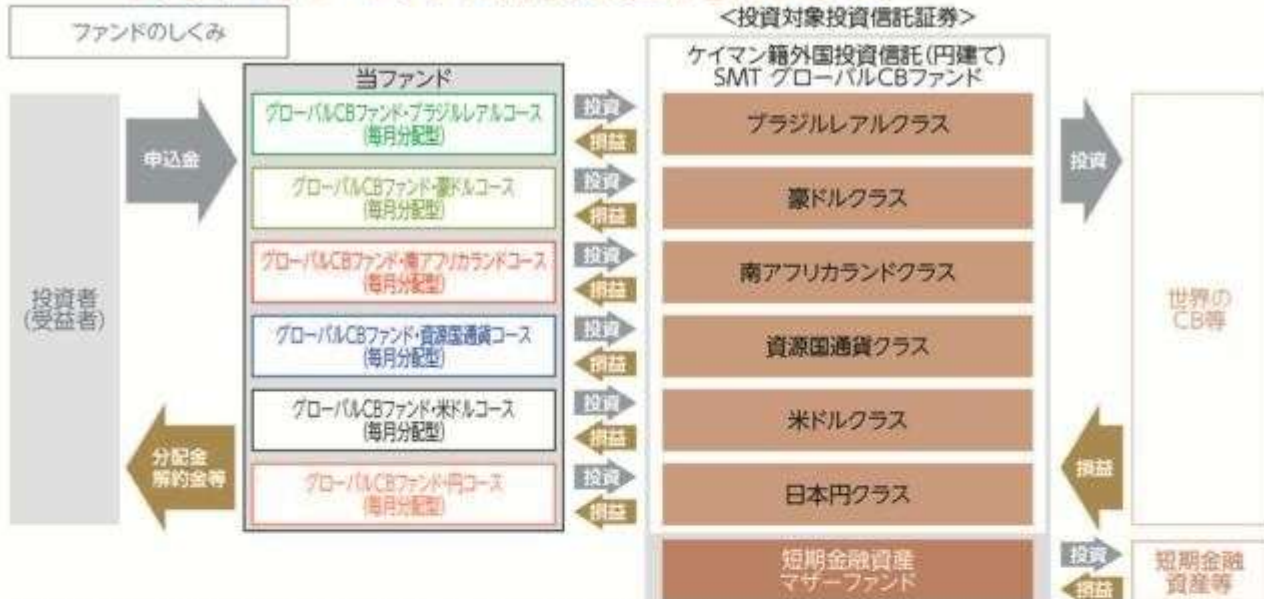 ファンドのしくみ
<投資対象投資信託証券>
ケイマン籍外国投資信託(円建て)
SMT グローバルCBファンド
当ファンド
投資者
(受益者)
申込金
分配金
解約金等
グローバルCBファンド・ブラジルレアルコース
(毎月分配型)
投資
損益
ブラジルレアルクラス
グローバルCBファンド・豪ドルコース
(毎月分配型)
投資
損益
豪ドルクラス
グローバルCBファンド・南アフリカランドコース
(毎月分配型)
投資
損益
南アフリカランドクラス
グローバルCBファンド・資源国通貨コース
(毎月分配型)
投資
損益
資源国通貨クラス
グローバルCBファンド・米ドルコース
(毎月分配型)
投資
損益
米ドルクラス
グローバルCBファンド・円コース
(毎月分配型)
投資
損益
日本円クラス
投資
損益
世界の
CB等
短期金融資産
マザーファンド
投資
損益
短期金融
資産等